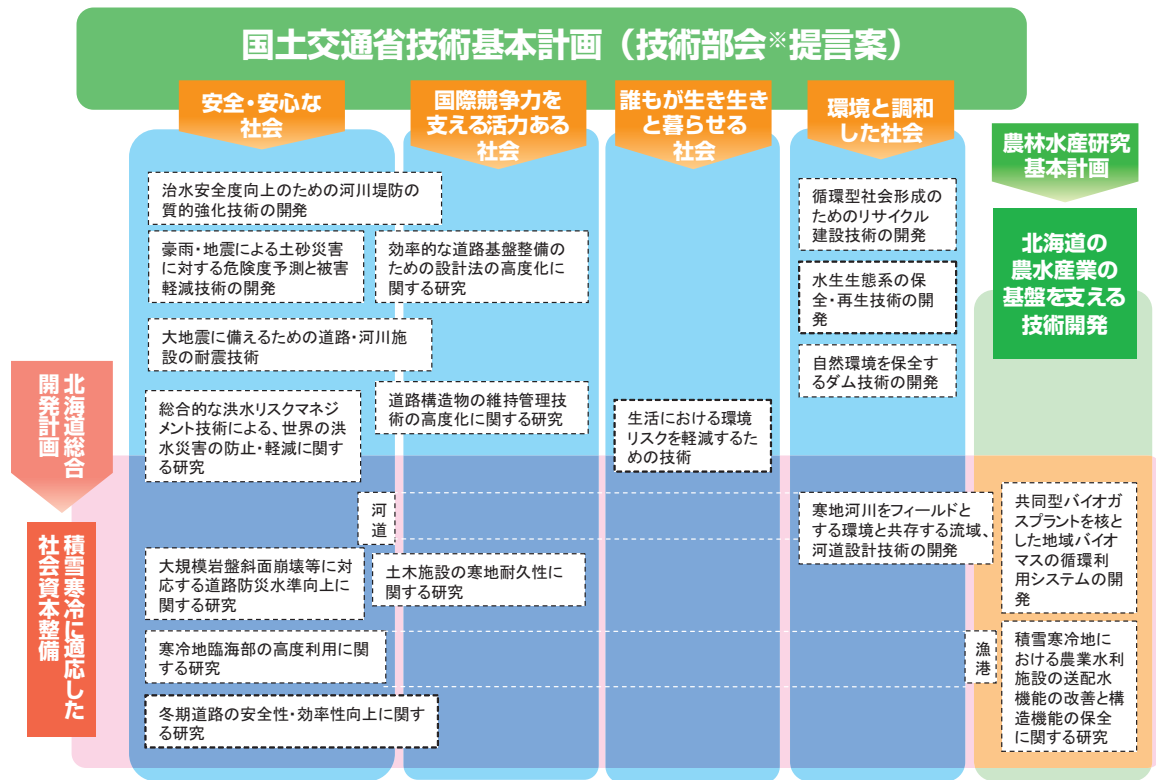 国土交通省技術基本計画（技術部会※提言案）
安全・安心な
社会
国際競争力を
支える活力ある
社会
誰もが生き生き
と暮らせる
社会
環境と調和
した社会
農林水産研究
基本計画
北海道の
農水産業の
基盤を支える
技術開発
治水安全度向上のための河川堤防の
質的強化技術の開発
豪雨・地震による土砂災害
に対する危険度予測と被害
軽減技術の開発
大地震に備えるための道路・河川施
設の耐震技術
総合的な洪水リスクマネジ
メント技術による、世界の洪
水災害の防止・軽減に関す
る研究
効率的な道路基盤整備の
ための設計法の高度化に
関する研究
道路構造物の維持管理技
術の高度化に関する研究
生活における環境
リスクを軽減するた
めの技術
循環型社会形成の
ためのリサイクル
建設技術の開発
水生生態系の保
全・再生技術の開
発
自然環境を保全す
るダム技術の開発
北海道総合
開発計画
積雪寒冷に適応した
社会資本整備
河
道
寒地河川をフィールドと
する環境と共存する流域、
河道設計技術の開発
大規模岩盤斜面崩壊等に対
応する道路防災水準向上に
関する研究
土木施設の寒地耐久性に
関する研究
寒冷地臨海部の高度利用に関
する研究
漁
港
冬期道路の安全性・効率性向上に関す
る研究
共同型バイオガ
スプラントを核と
した地域バイオ
マスの循環利
用システムの開
発
積雪寒冷地に
おける農業水利
施設の送配水
機能の改善と構
造機能の保全
に関する研究